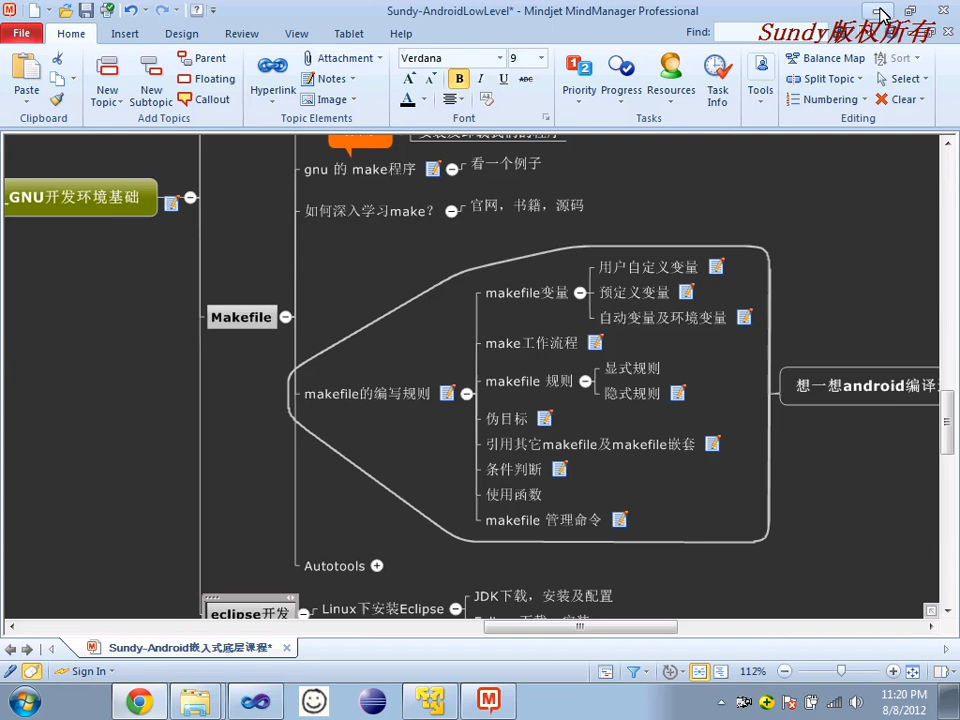 Sundy-AndroidLowLevel* - Mindjet MindManager Professional
Sundy版权所有
File
Home
Insert
Design
Review
View
Tablet
Help
Find:
Paste
Clipboard
New Topic
New Subtopic
Parent
Floating
Callout
Add Topics
Hyperlink
Attachment
Notes
Image
Topic Elements
Verdana
9
B
I
U
ABC
A
Font
Priority
Progress
Resources
Task Info
Tasks
Tools
Balance Map
Sort
Split Topic
Select
Numbering
Clear
Editing
_GNU开发环境基础
gnu 的 make程序
看一个例子
如何深入学习make?
官网，书籍，源码
Makefile
makefile的编写规则
makefile变量
用户自定义变量
预定义变量
自动变量及环境变量
make工作流程
makefile 规则
显式规则
隐式规则
伪目标
引用其它makefile及makefile嵌套
条件判断
使用函数
makefile 管理命令
想一想android编译
Autotools
eclipse开发
Linux下安装Eclipse
JDK下载，安装及配置
Sundy-Android嵌入式底层课程*
Sign In
112%
11:20 PM
8/8/2012